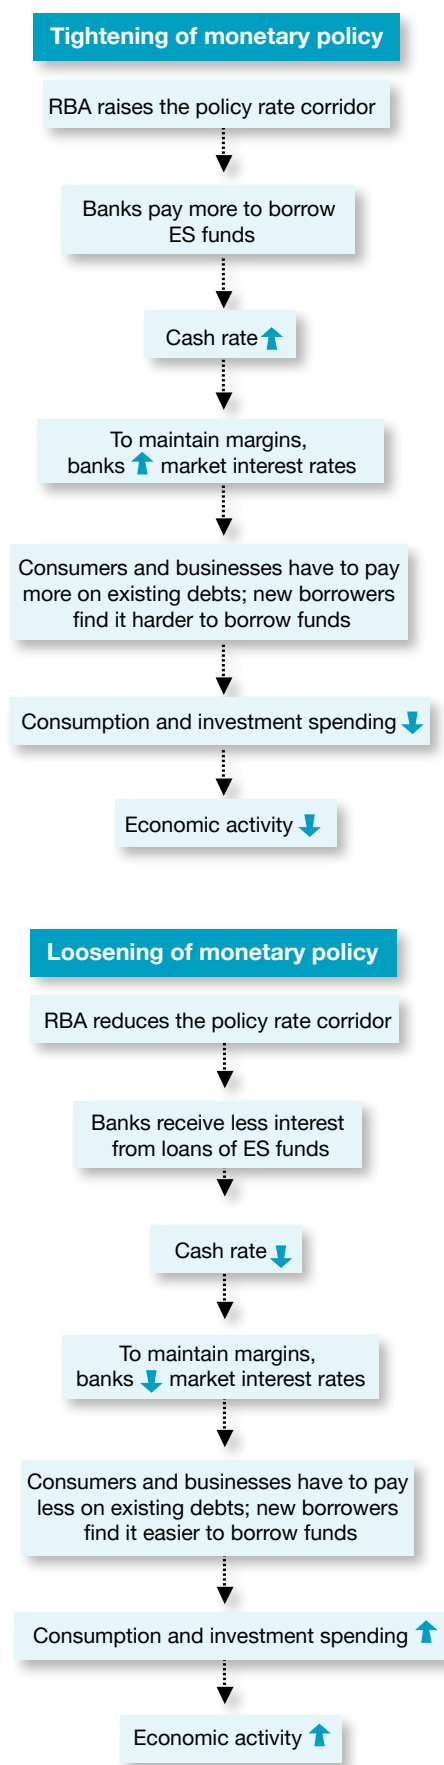 Tightening of monetary policy
RBA raises the policy rate corridor
Banks pay more to borrow
ES funds
Cash rate
To maintain margins,
banks market interest rates
Consumers and businesses have to pay
more on existing debts; new borrowers
find it harder to borrow funds
Consumption and investment spending
Economic activity
Loosening of monetary policy
RBA reduces the policy rate corridor
Banks receive less interest
from loans of ES funds
Cash rate
To maintain margins,
banks market interest rates
Consumers and businesses have to pay
less on existing debts; new borrowers
find it easier to borrow funds
Consumption and investment spending
Economic activity